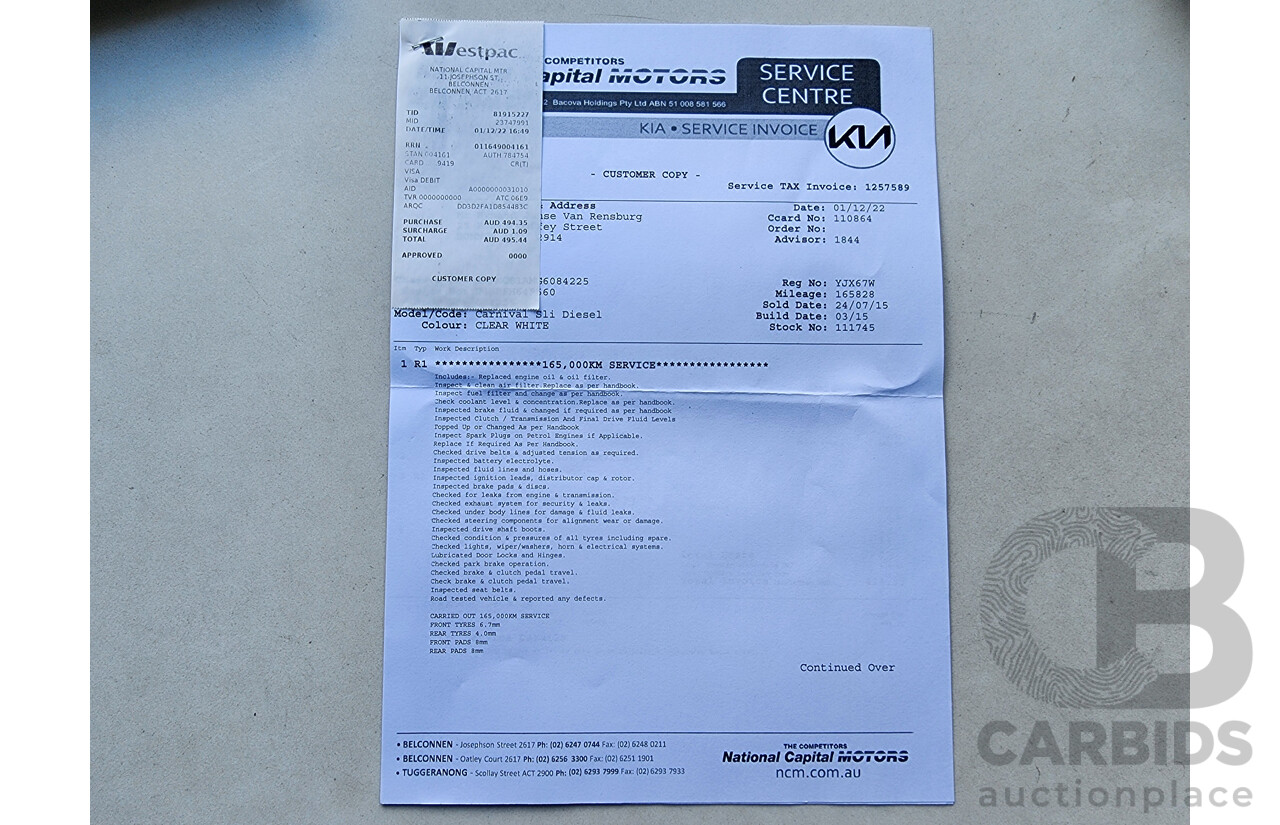 Westpac
NATIONAL CAPITAL MTR
11 JOSEPHSON ST,
BELCONNEN
BELCONNEN, ACT 2617
TID 81915227
MID 23747991
DATE/TIME 01/12/22 16:49
RRN 011649004161
STAN 004161 AUTH 784754
CARD 9419 CR(T)
VISA
Visa DEBIT
AID A0000000031010
TVR 0000000000 ATC 06E9
ARQC DD3D2FA1D854483C
PURCHASE AUD 494.35
SURCHARGE AUD 1.09
TOTAL AUD 495.44
APPROVED 0000
CUSTOMER COPY
COMPETITORS
apital MOTORS
SERVICE
CENTRE
2 Bacova Holdings Pty Ltd ABN 51 008 581 566
KIA • SERVICE INVOICE
KIA
- CUSTOMER COPY -
Service TAX Invoice: 1257589
Address
use Van Rensburg
ey Street
2914
Date: 01/12/22
Ccard No: 110864
Order No:
Advisor: 1844
6084225
560
Model/Code: Carnival Sli Diesel
Colour: CLEAR WHITE
Reg No: YJX67W
Mileage: 165828
Sold Date: 24/07/15
Build Date: 03/15
Stock No: 111745
Itm Typ Work Description
1 R1 ****************165,000KM SERVICE*****************
Includes:- Replaced engine oil & oil filter.
Inspect & clean air filter.Replace as per handbook.
Inspect fuel filter and change as per handbook.
Check coolant level & concentration.Replace as per handbook.
Inspected brake fluid & changed if required as per handbook
Inspected Clutch / Transmission And Final Drive Fluid Levels
Topped Up or Changed As per Handbook
Inspect Spark Plugs on Petrol Engines if Applicable.
Replace If Required As Per Handbook.
Checked drive belts & adjusted tension as required.
Inspected battery electrolyte.
Inspected fluid lines and hoses.
Inspected ignition leads, distributor cap & rotor.
Inspected brake pads & discs.
Checked for leaks from engine & transmission.
Checked exhaust system for security & leaks.
Checked under body lines for damage & fluid leaks.
Checked steering components for alignment wear or damage.
Inspected drive shaft boots.
Checked condition & pressures of all tyres including spare.
Checked lights, wiper/washers, horn & electrical systems.
Lubricated Door Locks and Hinges.
Checked park brake operation.
Checked brake & clutch pedal travel.
Check brake & clutch pedal travel.
Inspected seat belts.
Road tested vehicle & reported any defects.
CARRIED OUT 165,000KM SERVICE
FRONT TYRES 6.7mm
REAR TYRES 4.0mm
FRONT PADS 8mm
REAR PADS 8mm
Continued Over
• BELCONNEN - Josephson Street 2617 Ph: (02) 6247 0744 Fax: (02) 6248 0211
• BELCONNEN - Oatley Court 2617 Ph: (02) 6256 3300 Fax: (02) 6251 1901
• TUGGERANONG - Scollay Street ACT 2900 Ph: (02) 6293 7999 Fax: (02) 6293 7933
THE COMPETITORS
National Capital MOTORS
ncm.com.au
CB
CARBIDS
auctionplace